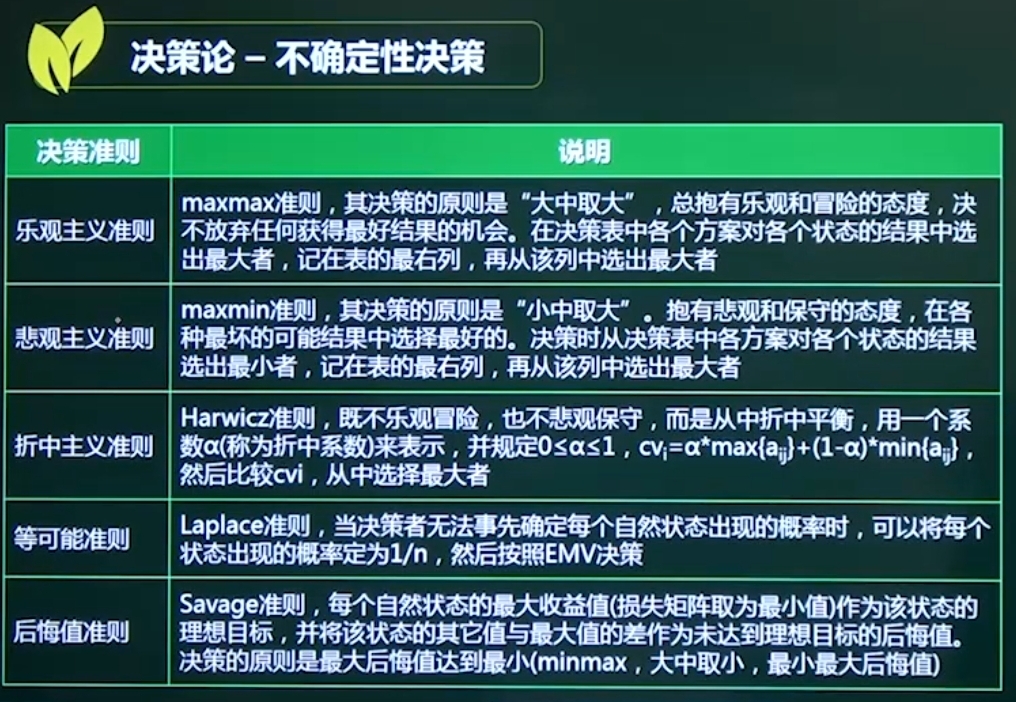 决策论 – 不确定性决策
决策准则
说明
乐观主义准则
maxmax准则，其决策的原则是“大中取大”，总抱有乐观和冒险的态度，决
不放弃任何获得最好结果的机会。在决策表中各个方案对各个状态的结果中选
出最大者，记在表的最右列，再从该列中选出最大者
悲观主义准则
maxmin准则，其决策的原则是“小中取大”。抱有悲观和保守的态度，在各
种最坏的可能结果中选择最好的。决策时从决策表中各方案对各个状态的结果
选出最小者，记在表的最右列，再从该列中选出最大者
折中主义准则
Harwicz准则，既不乐观冒险，也不悲观保守，而是从中折中平衡，用一个系
数α(称为折中系数)来表示，并规定0≤α≤1，cvᵢ=α*max{aᵢⱼ}+(1-α)*min{aᵢⱼ}，
然后比较cvi，从中选择最大者
等可能准则
Laplace准则，当决策者无法事先确定每个自然状态出现的概率时，可以将每个
状态出现的概率定为1/n，然后按照EMV决策
后悔值准则
Savage准则，每个自然状态的最大收益值(损失矩阵取为最小值)作为该状态的
理想目标，并将该状态的其它值与最大值的差作为未达到理想目标的后悔值。
决策的原则是最大后悔值达到最小(minmax，大中取小，最小最大后悔值)